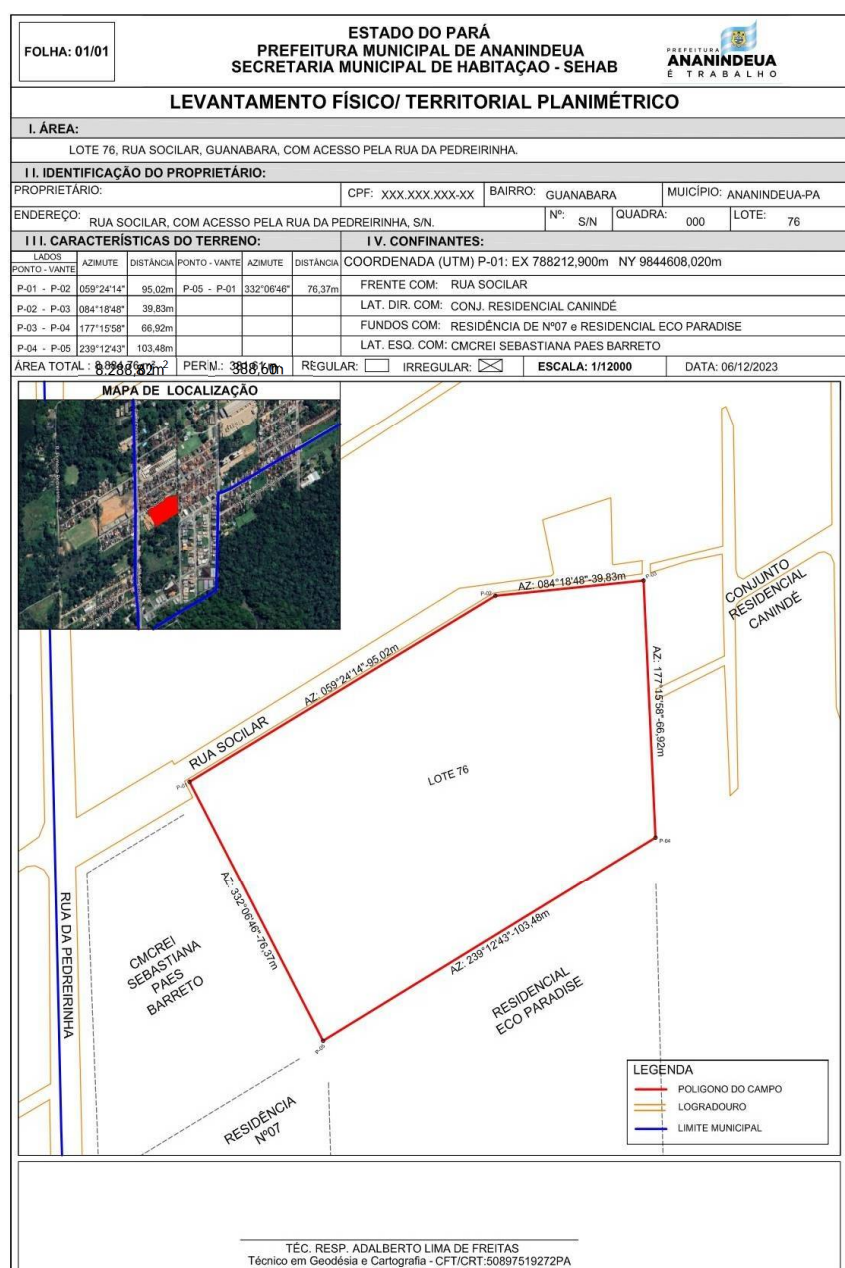 FOLHA: 01/01
ESTADO DO PARÁ
PREFEITURA MUNICIPAL DE ANANINDEUA
SECRETARIA MUNICIPAL DE HABITAÇAO - SEHAB
PREFEITURA
ANANINDEUA
É TRABALHO
LEVANTAMENTO FÍSICO/ TERRITORIAL PLANIMÉTRICO
I. ÁREA:
LOTE 76, RUA SOCILAR, GUANABARA, COM ACESSO PELA RUA DA PEDREIRINHA.
I I. IDENTIFICAÇÃO DO PROPRIETÁRIO:
PROPRIETÁRIO: CPF: XXX.XXX.XXX-XX BAIRRO: GUANABARA MUICÍPIO: ANANINDEUA-PA
ENDEREÇO: RUA SOCILAR, COM ACESSO PELA RUA DA PEDREIRINHA, S/N. Nº: S/N QUADRA: 000 LOTE: 76
I I I. CARACTERÍSTICAS DO TERRENO: I V. CONFINANTES:
LADOS
PONTO - VANTE AZIMUTE DISTÂNCIA PONTO - VANTE AZIMUTE DISTÂNCIA
P-01 - P-02 059°24'14" 95,02m P-05 - P-01 332°06'46" 76,37m
P-02 - P-03 084°18'48" 39,83m
P-03 - P-04 177°15'58" 66,92m
P-04 - P-05 239°12'43" 103,48m
COORDENADA (UTM) P-01: EX 788212,900m NY 9844608,020m
FRENTE COM: RUA SOCILAR
LAT. DIR. COM: CONJ. RESIDENCIAL CANINDÉ
FUNDOS COM: RESIDÊNCIA DE Nº07 e RESIDENCIAL ECO PARADISE
LAT. ESQ. COM: CMCREI SEBASTIANA PAES BARRETO
ÁREA TOTAL : PERIM.: REGULAR: IRREGULAR: ESCALA: 1/12000 DATA: 06/12/2023
MAPA DE LOCALIZAÇÃO
AZ: 084°18'48"-39,83m
P-03
P-02
CONJUNTO
RESIDENCIAL
CANINDÉ
AZ: 059°24'14"-95,02m
AZ: 177°15'58"-66,92m
RUA SOCILAR
LOTE 76
P-01
P-04
AZ: 332°06'46"-76,37m
RUA DA PEDREIRINHA
CMCREI
SEBASTIANA
PAES
BARRETO
AZ: 239°12'43"-103,48m
RESIDENCIAL
ECO PARADISE
P-05
RESIDÊNCIA
Nº07
LEGENDA
POLIGONO DO CAMPO
LOGRADOURO
LIMITE MUNICIPAL
TÉC. RESP. ADALBERTO LIMA DE FREITAS
Técnico em Geodésia e Cartografia - CFT/CRT:50897519272PA